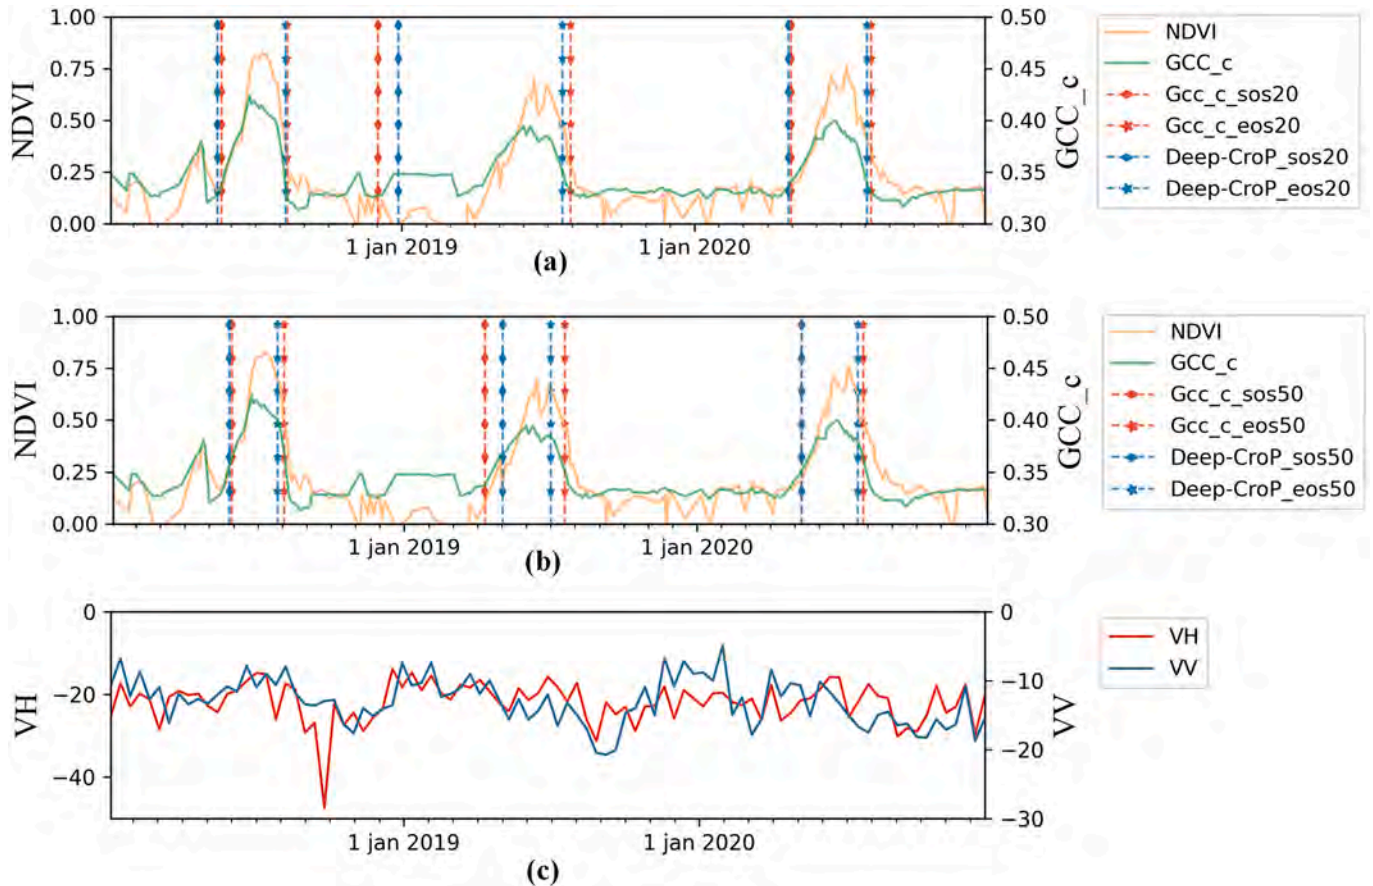 1.00
0.75
0.50
0.25
0.00
NDVI
0.50
0.45
0.40
0.35
0.30
GCC_c
1 jan 2019
1 jan 2020
(a)
NDVI
GCC_c
Gcc_c_sos20
Gcc_c_eos20
Deep-CroP_sos20
Deep-CroP_eos20
1.00
0.75
0.50
0.25
0.00
NDVI
0.50
0.45
0.40
0.35
0.30
GCC_c
1 jan 2019
1 jan 2020
(b)
NDVI
GCC_c
Gcc_c_sos50
Gcc_c_eos50
Deep-CroP_sos50
Deep-CroP_eos50
0
−20
−40
VH
0
−10
−20
−30
VV
1 jan 2019
1 jan 2020
(c)
VH
VV